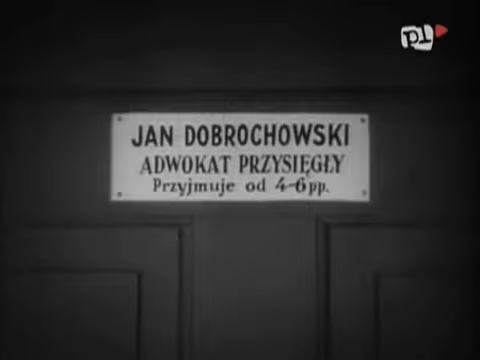 JAN DOBROCHOWSKI
ADWOKAT PRZYSIĘGŁY
Przyjmuje od 4-6 pp.